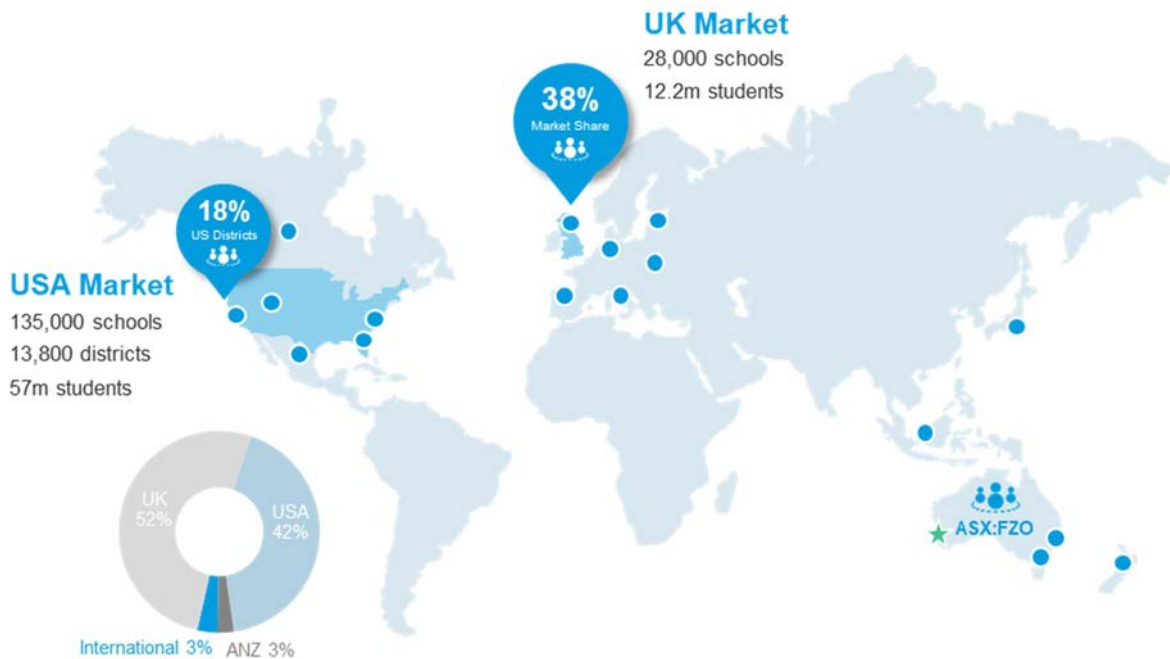 UK Market
28,000 schools
12.2m students
38%
Market Share
18%
US Districts
USA Market
135,000 schools
13,800 districts
57m students
UK
52%
USA
42%
International 3%
ANZ 3%
ASX:FZO